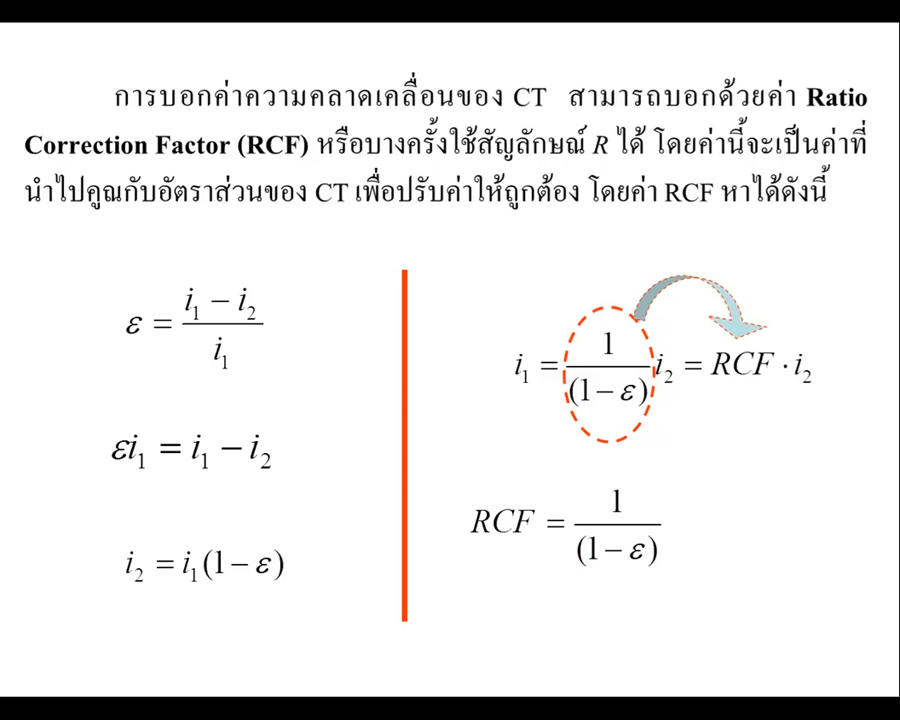 การบอกค่าความคลาดเคลื่อนของ CT สามารถบอกด้วยค่า Ratio
Correction Factor (RCF) หรือบางครั้งใช้สัญลักษณ์ R ได้ โดยค่านี้จะเป็นค่าที่
นำไปคูณกับอัตราส่วนของ CT เพื่อปรับค่าให้ถูกต้อง โดยค่า RCF หาได้ดังนี้
ε = (i₁ − i₂) / i₁
εi₁ = i₁ − i₂
i₂ = i₁(1 − ε)
i₁ = 1 / (1 − ε) i₂ = RCF · i₂
RCF = 1 / (1 − ε)